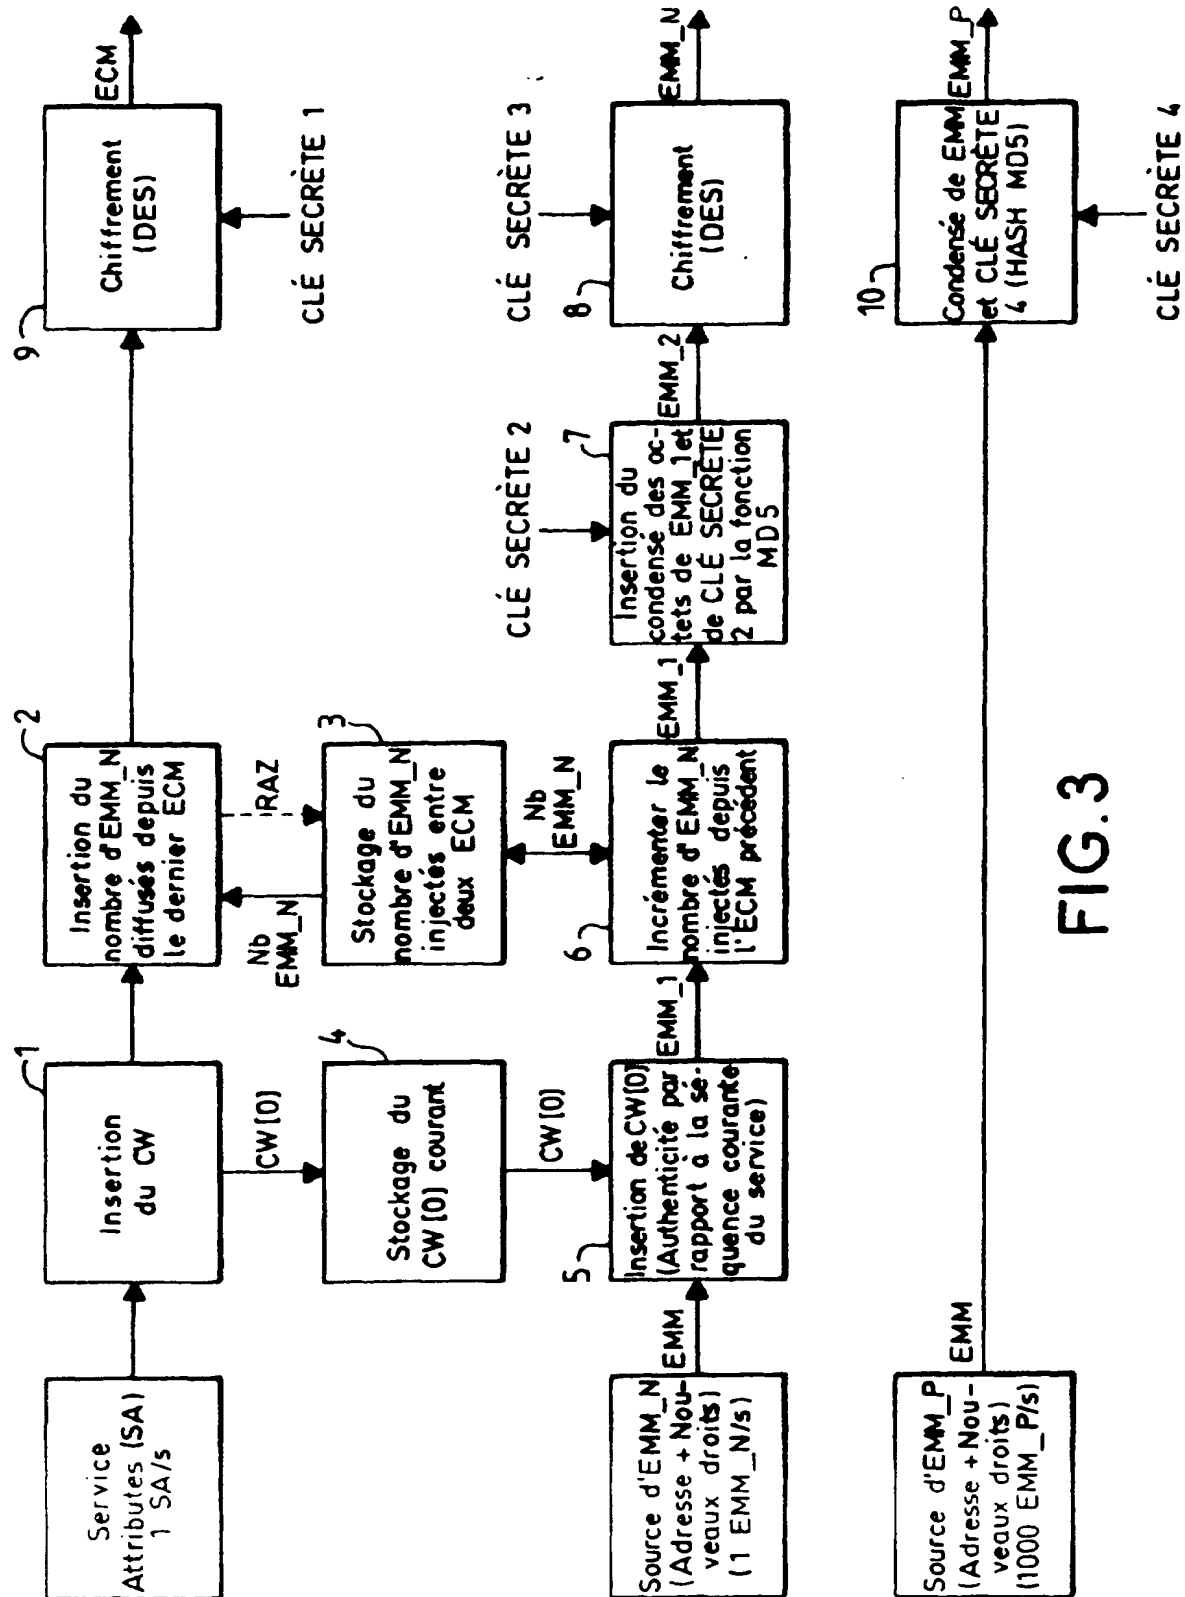 Service
Attributes (SA)
1 SA/s
1
Insertion
du CW
2
Insertion du
nombre d'EMM_N
diffusés depuis
le dernier ECM
9
Chiffrement
(DES)
ECM
CLÉ SECRÈTE 1
CW[0]
Nb
EMM_N
RAZ
4
Stockage du
CW[0] courant
3
Stockage du
nombre d'EMM_N
injectés entre
deux ECM
CW[0]
Nb
EMM_N
CLÉ SECRÈTE 2
CLÉ SECRÈTE 3
Source d'EMM_N
(Adresse + Nou-
veaux droits)
(1 EMM_N/s)
EMM
5
Insertion de CW[0]
(Authenticité par
rapport à la sé-
quence courante
du service)
EMM_1
6
Incrémenter le
nombre d'EMM_N
injectés depuis
l'ECM précédent
EMM_1
7
Insertion du
condensé des oc-
tets de EMM_1 et
de CLÉ SECRÈTE
2 par la fonction
MD5
EMM_2
8
Chiffrement
(DES)
EMM_N
Source d'EMM_P
(Adresse + Nou-
veaux droits)
(1000 EMM_P/s)
EMM
10
Condensé de EMM
et CLÉ SECRÈTE
4 (HASH MD5)
EMM_P
CLÉ SECRÈTE 4
FIG.3